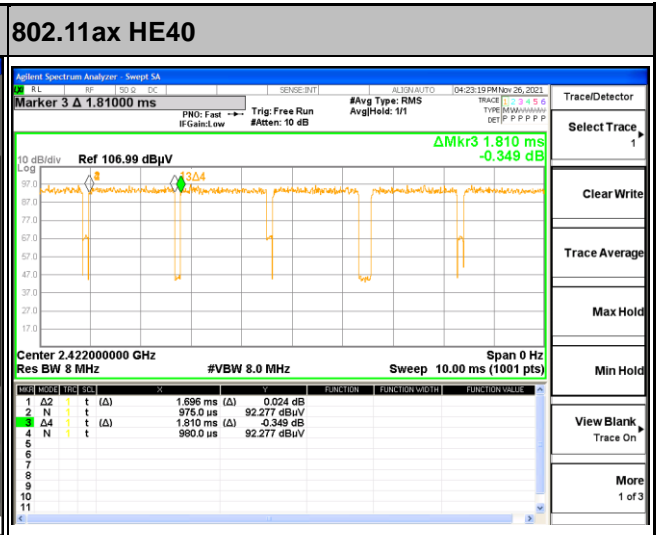 802.11ax HE40
Agilent Spectrum Analyzer - Swept SA
RL RF 50 Ω DC SENSE:INT ALIGNAUTO 04:23:19 PM Nov 26, 2021
Marker 3 Δ 1.81000 ms
PNO: Fast
IFGain:Low
Trig: Free Run
#Atten: 10 dB
#Avg Type: RMS
Avg|Hold: 1/1
TRACE 1 2 3 4 5 6
TYPE
DET P P P P P P
ΔMkr3 1.810 ms
-0.349 dB
10 dB/div Ref 106.99 dBµV
Log
97.0
87.0
77.0
67.0
57.0
47.0
37.0
27.0
17.0
3Δ4
Center 2.422000000 GHz
Span 0 Hz
Res BW 8 MHz #VBW 8.0 MHz Sweep 10.00 ms (1001 pts)
MKR MODE TRC SCL X Y FUNCTION FUNCTION WIDTH FUNCTION VALUE
1 Δ2 1 t (Δ) 1.696 ms (Δ) 0.024 dB
2 N 1 t 975.0 µs 92.277 dBµV
3 Δ4 1 t (Δ) 1.810 ms (Δ) -0.349 dB
4 N 1 t 980.0 µs 92.277 dBµV
5
6
7
8
9
10
11
Trace/Detector
Select Trace
1
Clear Write
Trace Average
Max Hold
Min Hold
View Blank
Trace On
More
1 of 3